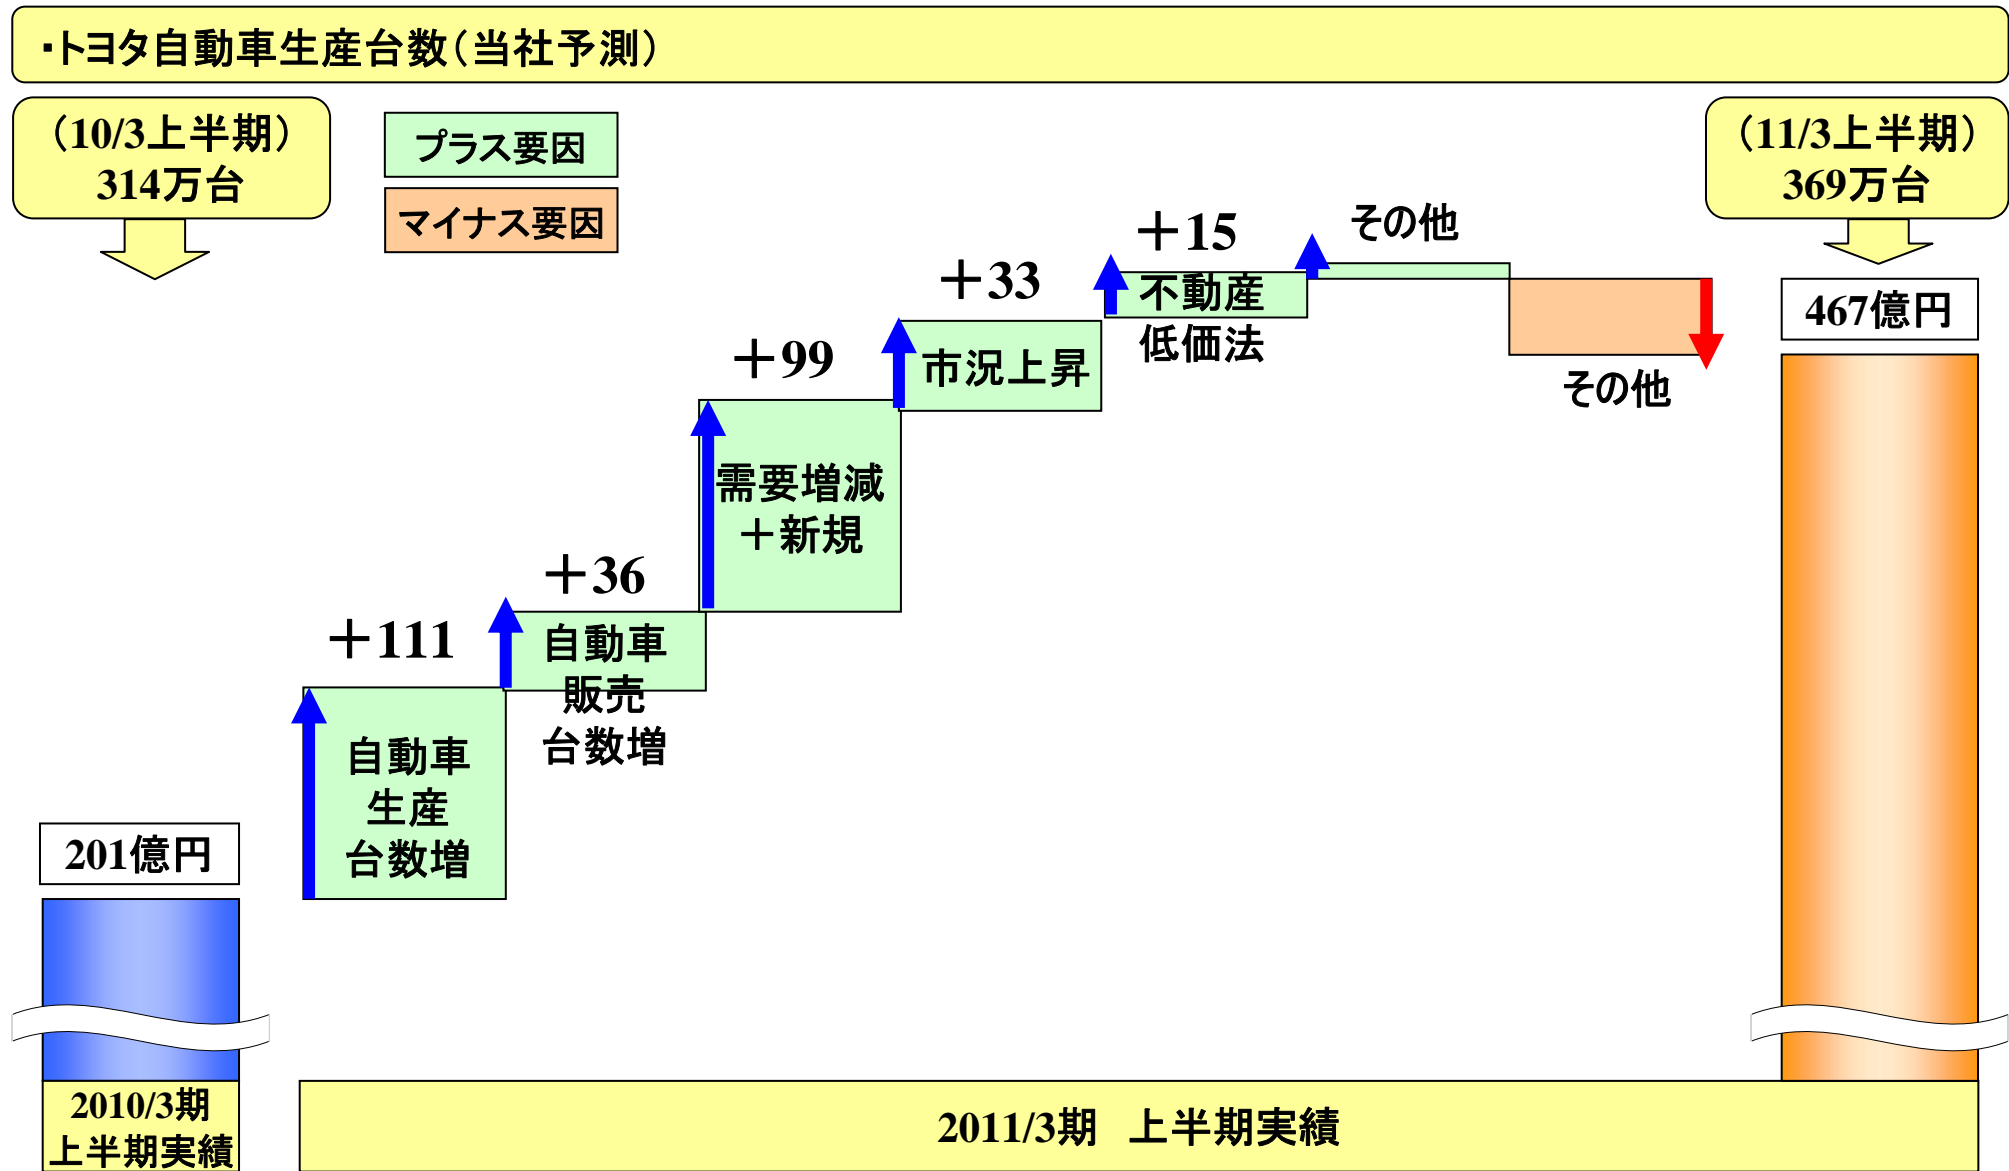 ・トヨタ自動車生産台数（当社予測）
（10/3上半期）
314万台
プラス要因
マイナス要因
（11/3上半期）
369万台
＋15
その他
不動産
低価法
467億円
＋33
市況上昇
その他
＋99
需要増減
＋新規
＋36
自動車
販売
台数増
＋111
自動車
生産
台数増
201億円
2010/3期
上半期実績
2011/3期　上半期実績